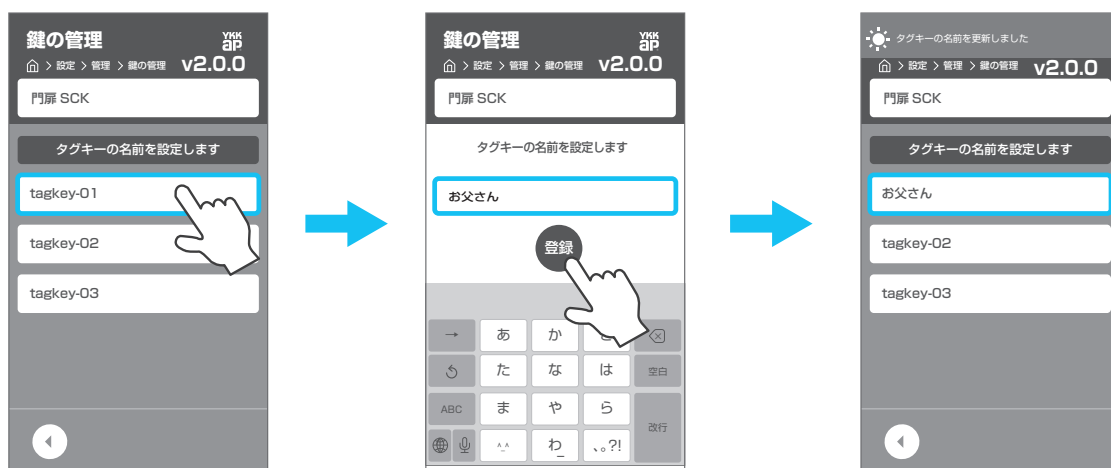 鍵の管理
YKK
ap
設定 > 管理 > 鍵の管理 v2.0.0
門扉 SCK
タグキーの名前を設定します
tagkey-01
tagkey-02
tagkey-03
鍵の管理
YKK
ap
設定 > 管理 > 鍵の管理 v2.0.0
門扉 SCK
タグキーの名前を設定します
お父さん
登録
→ あ か
た な は 空白
ABC ま や ら
改行
^_^ わ_ 、。?!
タグキーの名前を更新しました
設定 > 管理 > 鍵の管理 v2.0.0
門扉 SCK
タグキーの名前を設定します
お父さん
tagkey-02
tagkey-03